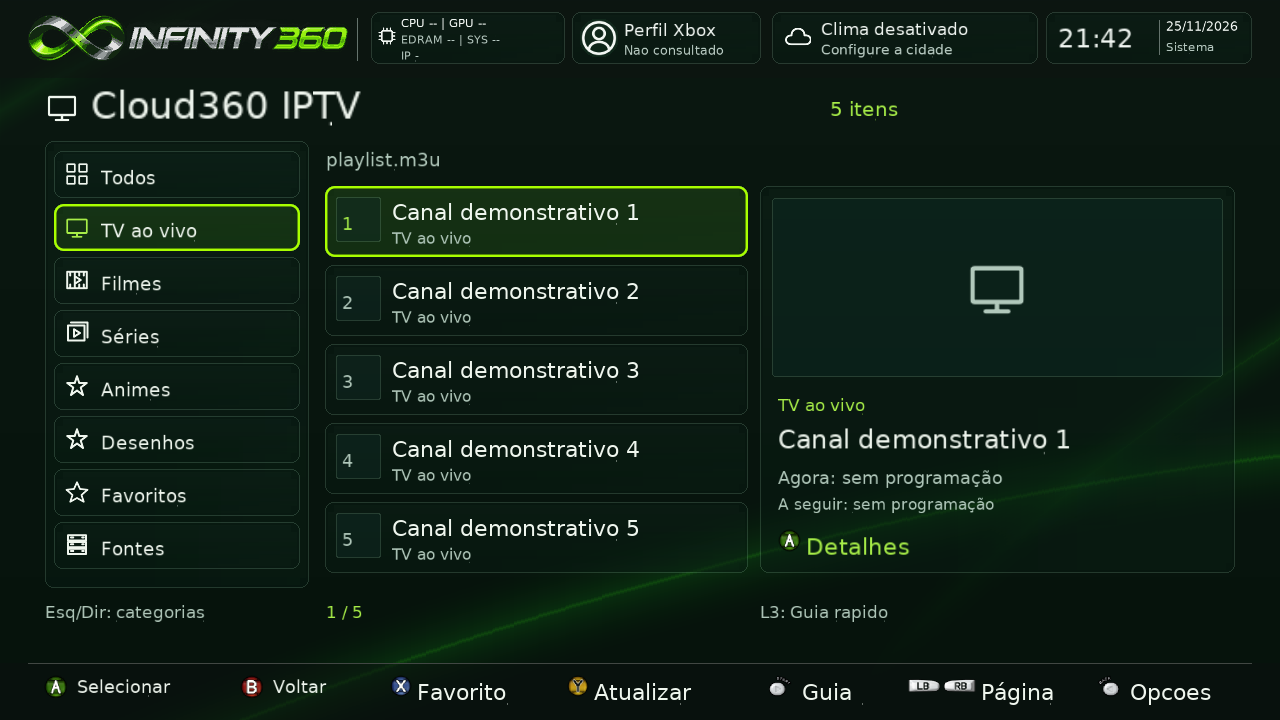 INFINITY 360
CPU -- | GPU --
EDRAM -- | SYS --
IP -
Perfil Xbox
Nao consultado
Clima desativado
Configure a cidade
21:42
25/11/2026
Sistema
Cloud360 IPTV
5 itens
Todos
TV ao vivo
Filmes
Séries
Animes
Desenhos
Favoritos
Fontes
playlist.m3u
1
Canal demonstrativo 1
TV ao vivo
2
Canal demonstrativo 2
TV ao vivo
3
Canal demonstrativo 3
TV ao vivo
4
Canal demonstrativo 4
TV ao vivo
5
Canal demonstrativo 5
TV ao vivo
TV ao vivo
Canal demonstrativo 1
Agora: sem programação
A seguir: sem programação
A Detalhes
Esq/Dir: categorias
1 / 5
L3: Guia rapido
A Selecionar
B Voltar
X Favorito
Y Atualizar
Guia
LB RB Página
Opcoes